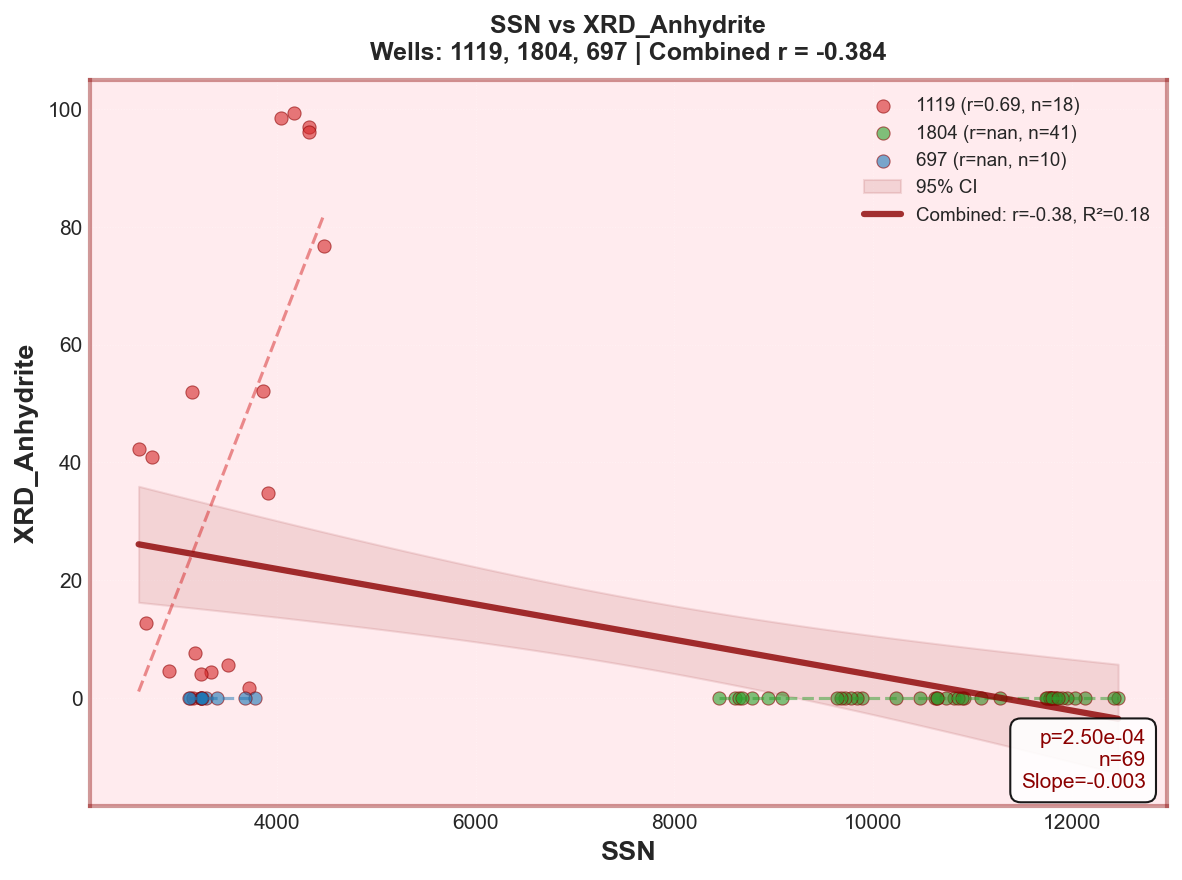 SSN vs XRD_Anhydrite
Wells: 1119, 1804, 697 | Combined r = -0.384
1119 (r=0.69, n=18)
1804 (r=nan, n=41)
697 (r=nan, n=10)
95% CI
Combined: r=-0.38, R²=0.18
XRD_Anhydrite
100
80
60
40
20
0
p=2.50e-04
n=69
Slope=-0.003
4000 6000 8000 10000 12000
SSN